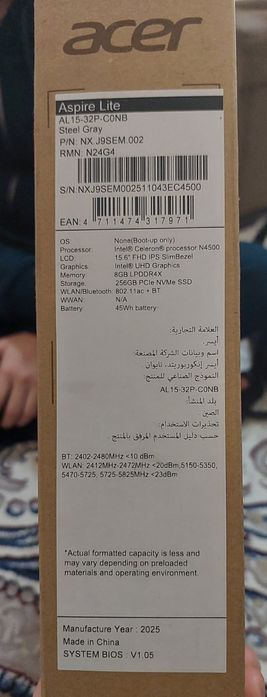 acer
Aspire Lite
AL15-32P-C0NB
Steel Gray
P/N: NX.J9SEM.002
RMN: N24G4
S/N NXJ9SEM002511043EC4500
EAN: 4 711474 317971
OS: None(Boot-up only)
Processor: Intel® Celeron® processor N4500
LCD: 15.6" FHD IPS SlimBezel
Graphics: Intel® UHD Graphics
Memory: 8GB LPDDR4X
Storage: 256GB PCIe NVMe SSD
WLAN/Bluetooth 802.11ac + BT
WWAN: N/A
Battery 45Wh battery
العلامة التجارية:
أيسر.
اسم وبيانات الشركة المصنعة:
أيسر إنكوربوريتد، تايوان.
النموذج الصناعي للمنتج:
AL15-32P-C0NB
بلد المنشأ:
الصين.
تحذيرات الاستخدام:
حسب دليل المستخدم المرفق بالمنتج.
BT: 2402-2480MHz <10 dBm
WLAN: 2412MHz-2472MHz <20dBm,5150-5350,
5470-5725, 5725-5825MHz <23dBm
*Actual formatted capacity is less and
may vary depending on preloaded
materials and operating environment.
Manufacture Year : 2025
Made in China
SYSTEM BIOS : V1.05